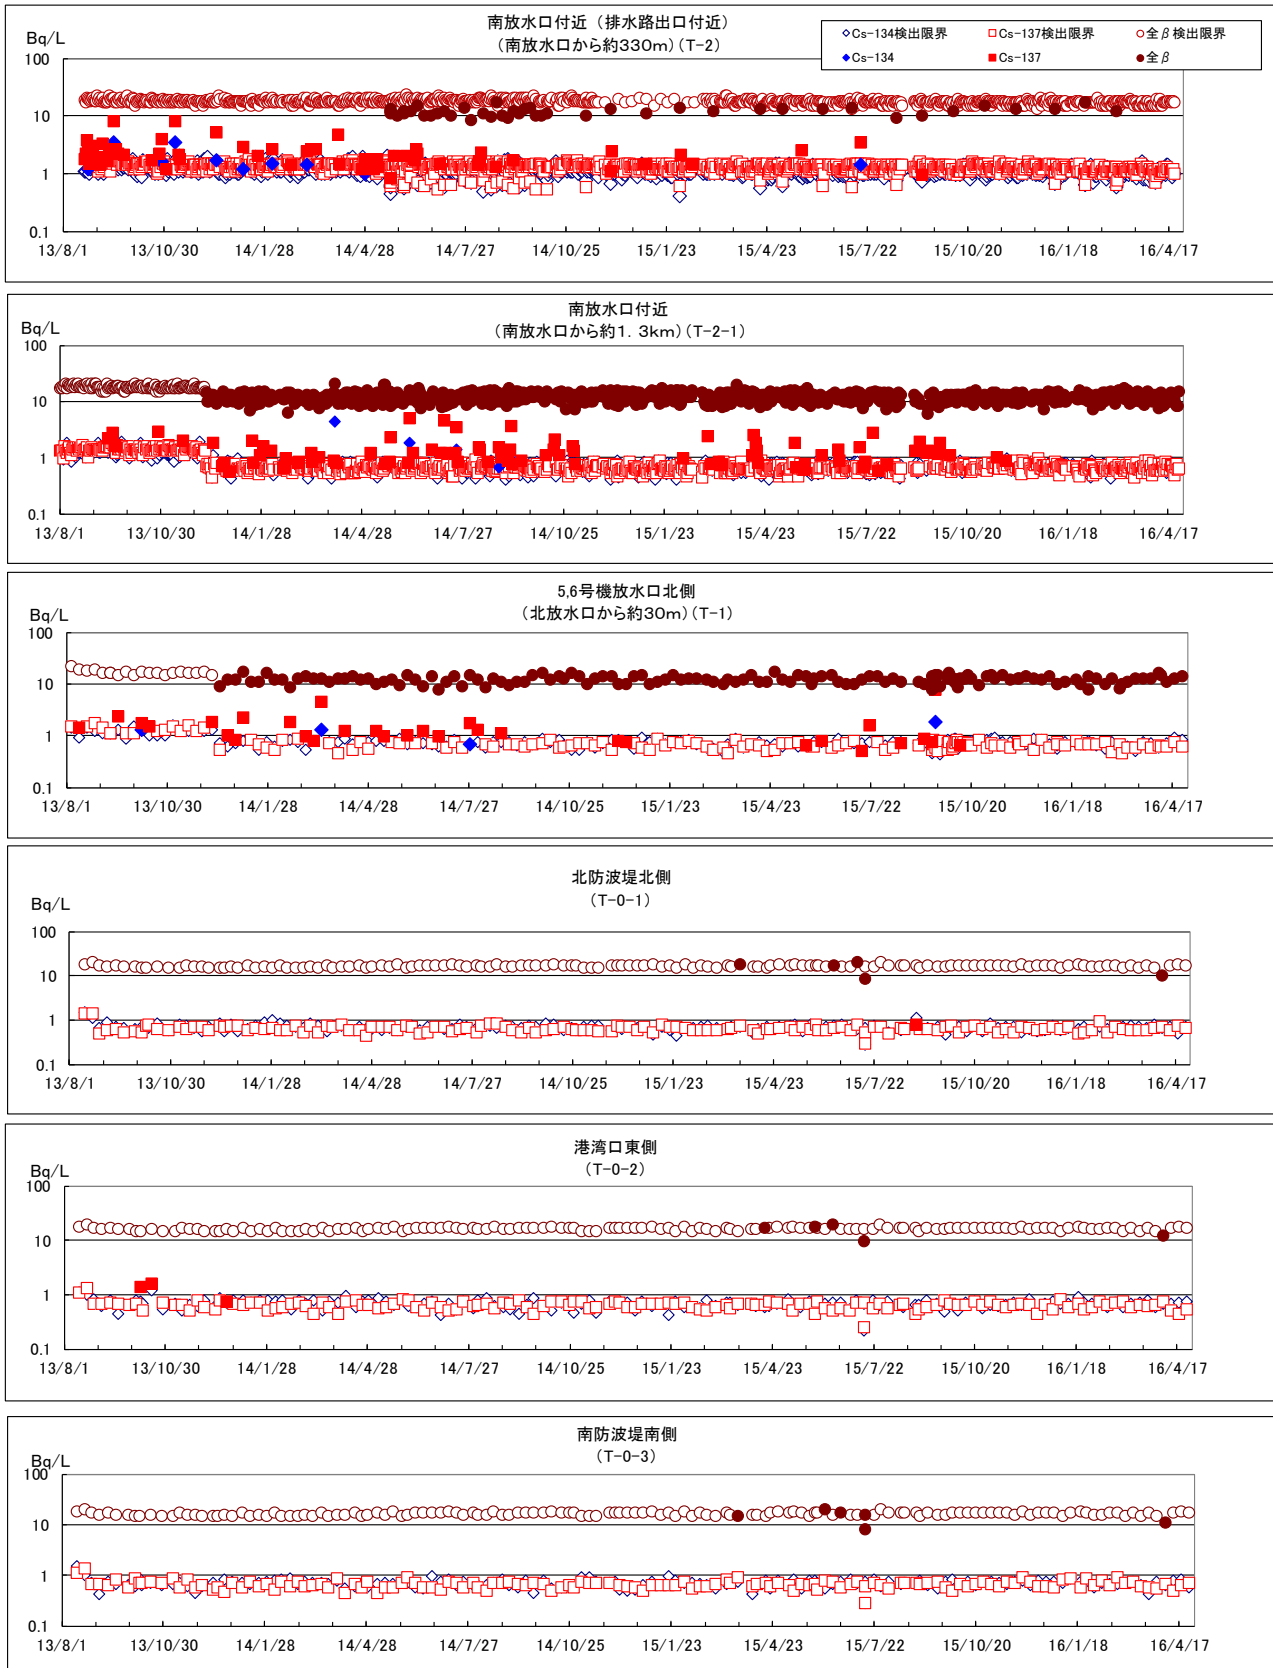 南放水口付近（排水路出口付近）
（南放水口から約330m）（T-2）
Bq/L
Cs-134検出限界
Cs-137検出限界
全β検出限界
Cs-134
Cs-137
全β
100
10
1
0.1
13/8/1 13/10/30 14/1/28 14/4/28 14/7/27 14/10/25 15/1/23 15/4/23 15/7/22 15/10/20 16/1/18 16/4/17
南放水口付近
（南放水口から約1．3km）（T-2-1）
Bq/L
100
10
1
0.1
13/8/1 13/10/30 14/1/28 14/4/28 14/7/27 14/10/25 15/1/23 15/4/23 15/7/22 15/10/20 16/1/18 16/4/17
5,6号機放水口北側
（北放水口から約30m）（T-1）
Bq/L
100
10
1
0.1
13/8/1 13/10/30 14/1/28 14/4/28 14/7/27 14/10/25 15/1/23 15/4/23 15/7/22 15/10/20 16/1/18 16/4/17
北防波堤北側
（T-0-1）
Bq/L
100
10
1
0.1
13/8/1 13/10/30 14/1/28 14/4/28 14/7/27 14/10/25 15/1/23 15/4/23 15/7/22 15/10/20 16/1/18 16/4/17
港湾口東側
（T-0-2）
Bq/L
100
10
1
0.1
13/8/1 13/10/30 14/1/28 14/4/28 14/7/27 14/10/25 15/1/23 15/4/23 15/7/22 15/10/20 16/1/18 16/4/17
南防波堤南側
（T-0-3）
Bq/L
100
10
1
0.1
13/8/1 13/10/30 14/1/28 14/4/28 14/7/27 14/10/25 15/1/23 15/4/23 15/7/22 15/10/20 16/1/18 16/4/17